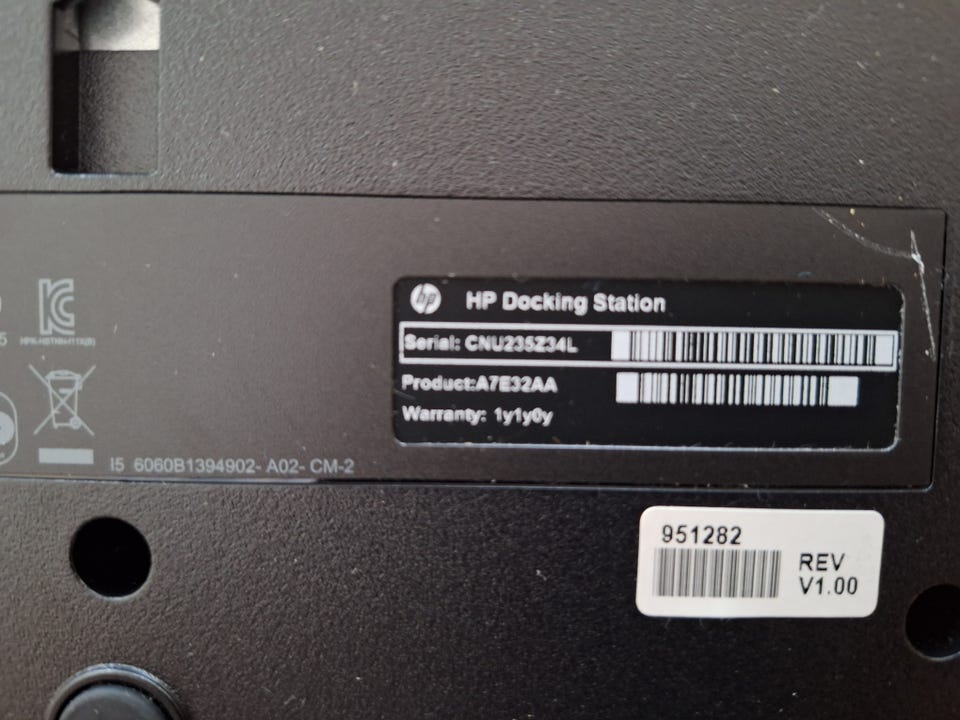 hp HP Docking Station
Serial: CNU235Z34L
Product:A7E32AA
Warranty: 1y1y0y
5
I5 6060B1394902- A02- CM-2
951282
REV
V1.00